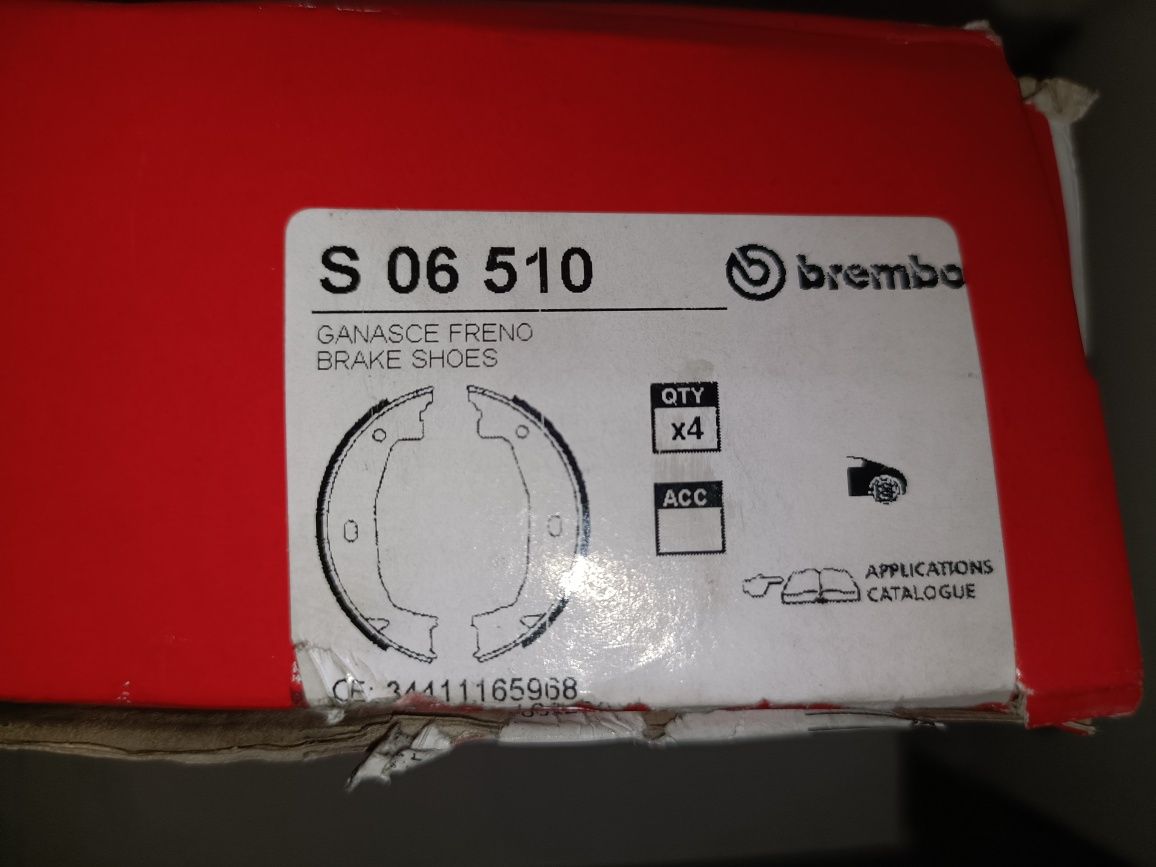 S 06 510
brembo
GANASCE FRENO
BRAKE SHOES
QTY
x4
ACC
APPLICATIONS
CATALOGUE
34411165968